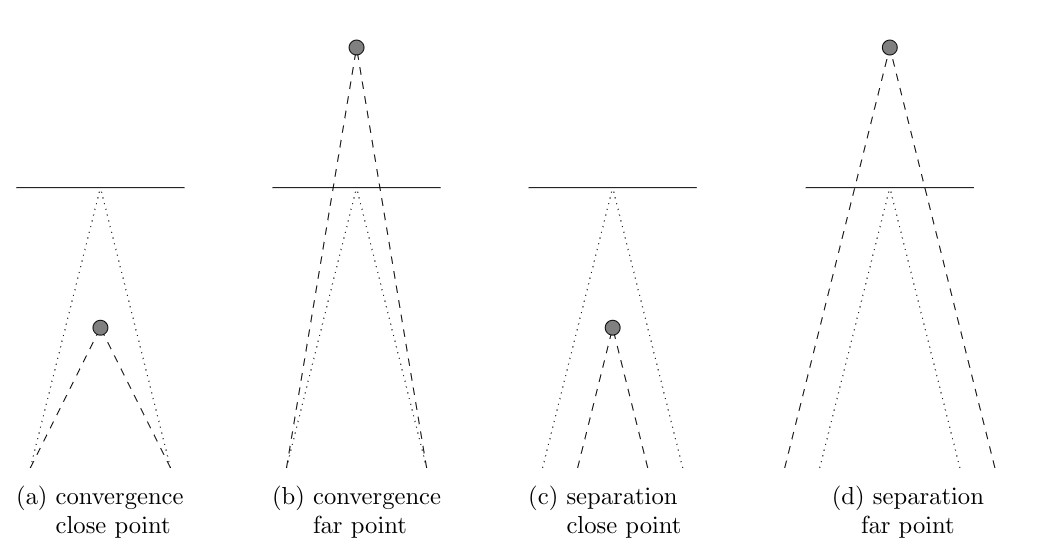 (a) convergence
close point
(b) convergence
far point
(c) separation
close point
(d) separation
far point